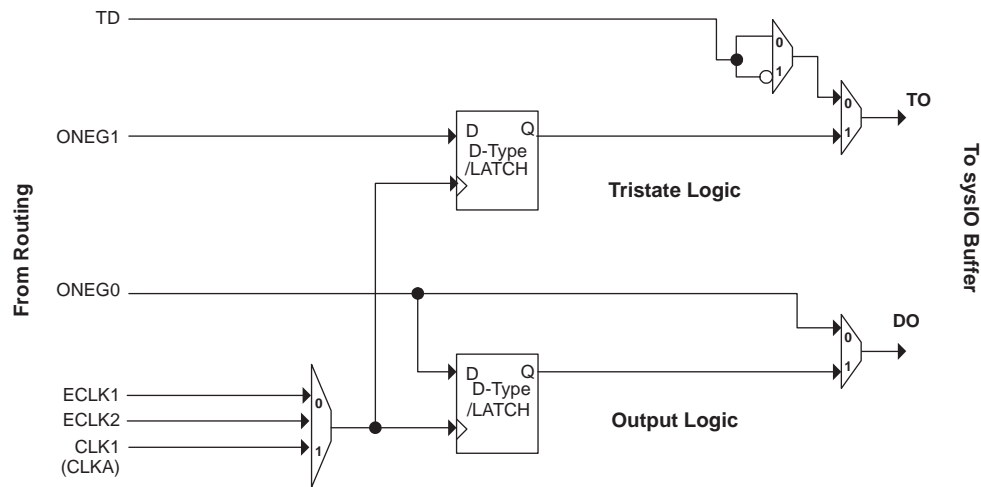 TD
0
1
0
1
TO
ONEG1
D
Q
D-Type
/LATCH
Tristate Logic
From Routing
To sysIO Buffer
ONEG0
DO
0
1
D
Q
D-Type
/LATCH
Output Logic
ECLK1
ECLK2
CLK1
(CLKA)
0
1